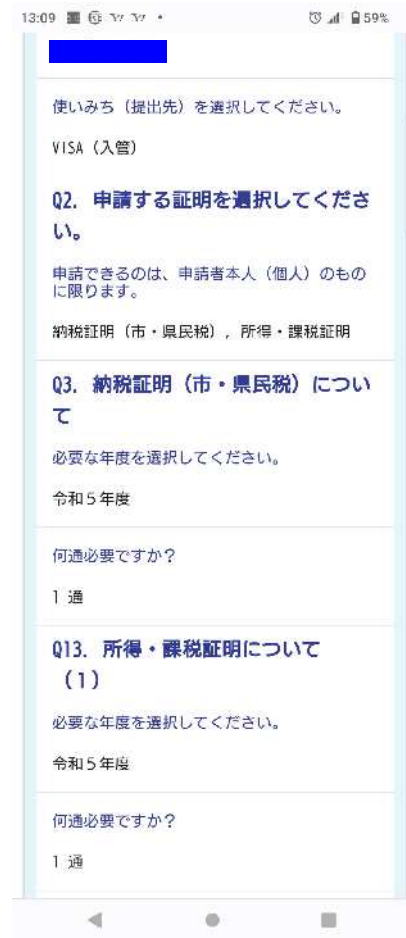 13:09
59%
使いみち（提出先）を選択してください。
VISA（入管）
Q2. 申請する証明を選択してくださ
い。
申請できるのは、申請者本人（個人）のもの
に限ります。
納税証明（市・県民税）, 所得・課税証明
Q3. 納税証明（市・県民税）につい
て
必要な年度を選択してください。
令和５年度
何通必要ですか？
1 通
Q13. 所得・課税証明について
（1）
必要な年度を選択してください。
令和５年度
何通必要ですか？
1 通